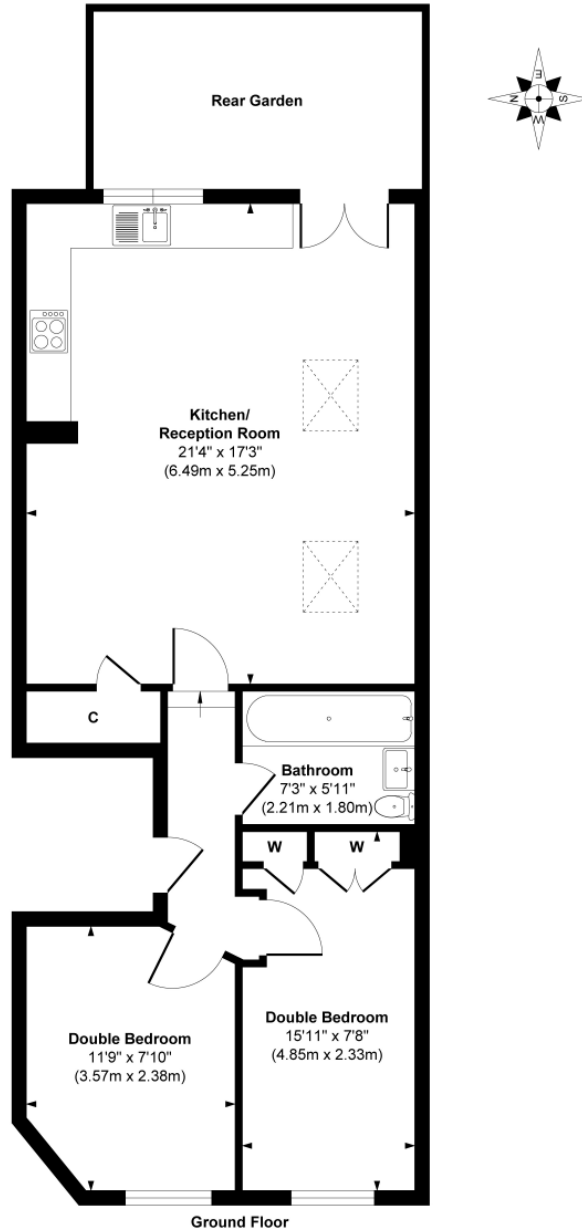 Rear Garden
E
N
S
W
Kitchen/
Reception Room
21'4" x 17'3"
(6.49m x 5.25m)
C
Bathroom
7'3" x 5'11"
(2.21m x 1.80m)
W
W
Double Bedroom
15'11" x 7'8"
(4.85m x 2.33m)
Double Bedroom
11'9" x 7'10"
(3.57m x 2.38m)
Ground Floor